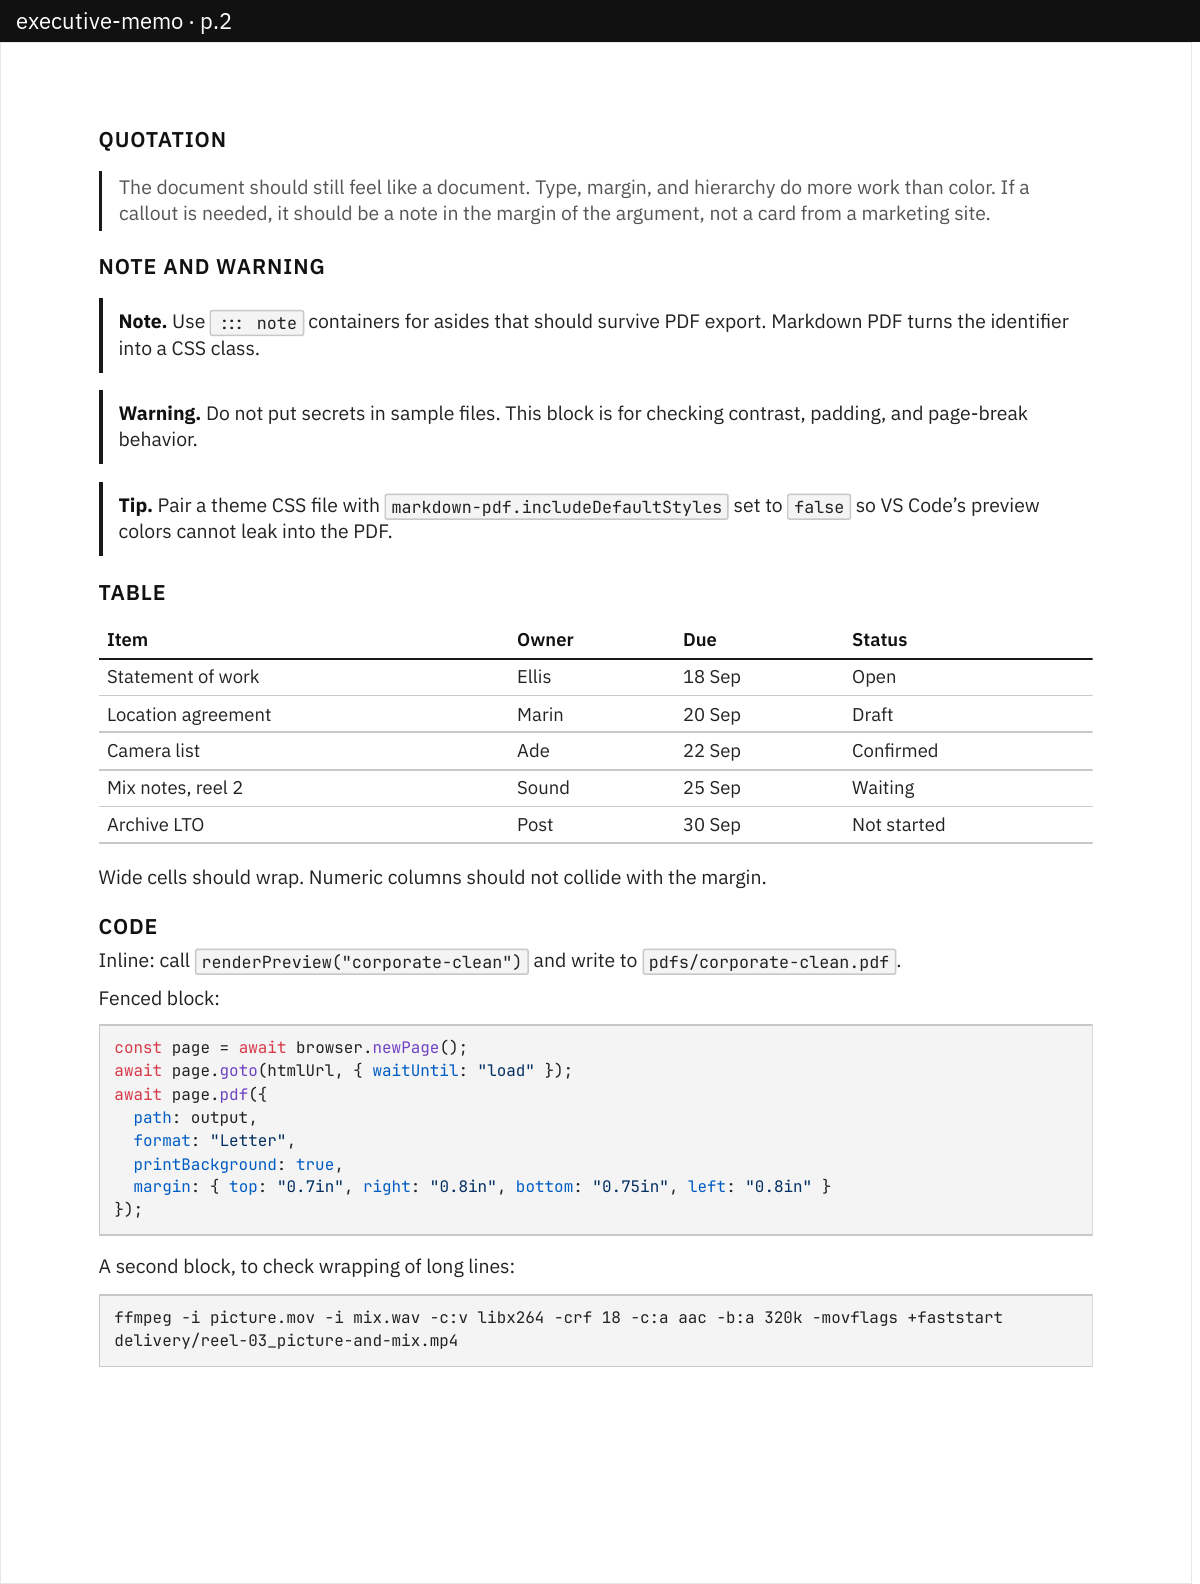 executive-memo · p.2
QUOTATION
The document should still feel like a document. Type, margin, and hierarchy do more work than color. If a
callout is needed, it should be a note in the margin of the argument, not a card from a marketing site.
NOTE AND WARNING
Note. Use ::: note containers for asides that should survive PDF export. Markdown PDF turns the identifier
into a CSS class.
Warning. Do not put secrets in sample files. This block is for checking contrast, padding, and page-break
behavior.
Tip. Pair a theme CSS file with markdown-pdf.includeDefaultStyles set to false so VS Code’s preview
colors cannot leak into the PDF.
TABLE
Item Owner Due Status
Statement of work Ellis 18 Sep Open
Location agreement Marin 20 Sep Draft
Camera list Ade 22 Sep Confirmed
Mix notes, reel 2 Sound 25 Sep Waiting
Archive LTO Post 30 Sep Not started
Wide cells should wrap. Numeric columns should not collide with the margin.
CODE
Inline: call renderPreview("corporate-clean") and write to pdfs/corporate-clean.pdf.
Fenced block:
const page = await browser.newPage();
await page.goto(htmlUrl, { waitUntil: "load" });
await page.pdf({
  path: output,
  format: "Letter",
  printBackground: true,
  margin: { top: "0.7in", right: "0.8in", bottom: "0.75in", left: "0.8in" }
});
A second block, to check wrapping of long lines:
ffmpeg -i picture.mov -i mix.wav -c:v libx264 -crf 18 -c:a aac -b:a 320k -movflags +faststart
delivery/reel-03_picture-and-mix.mp4